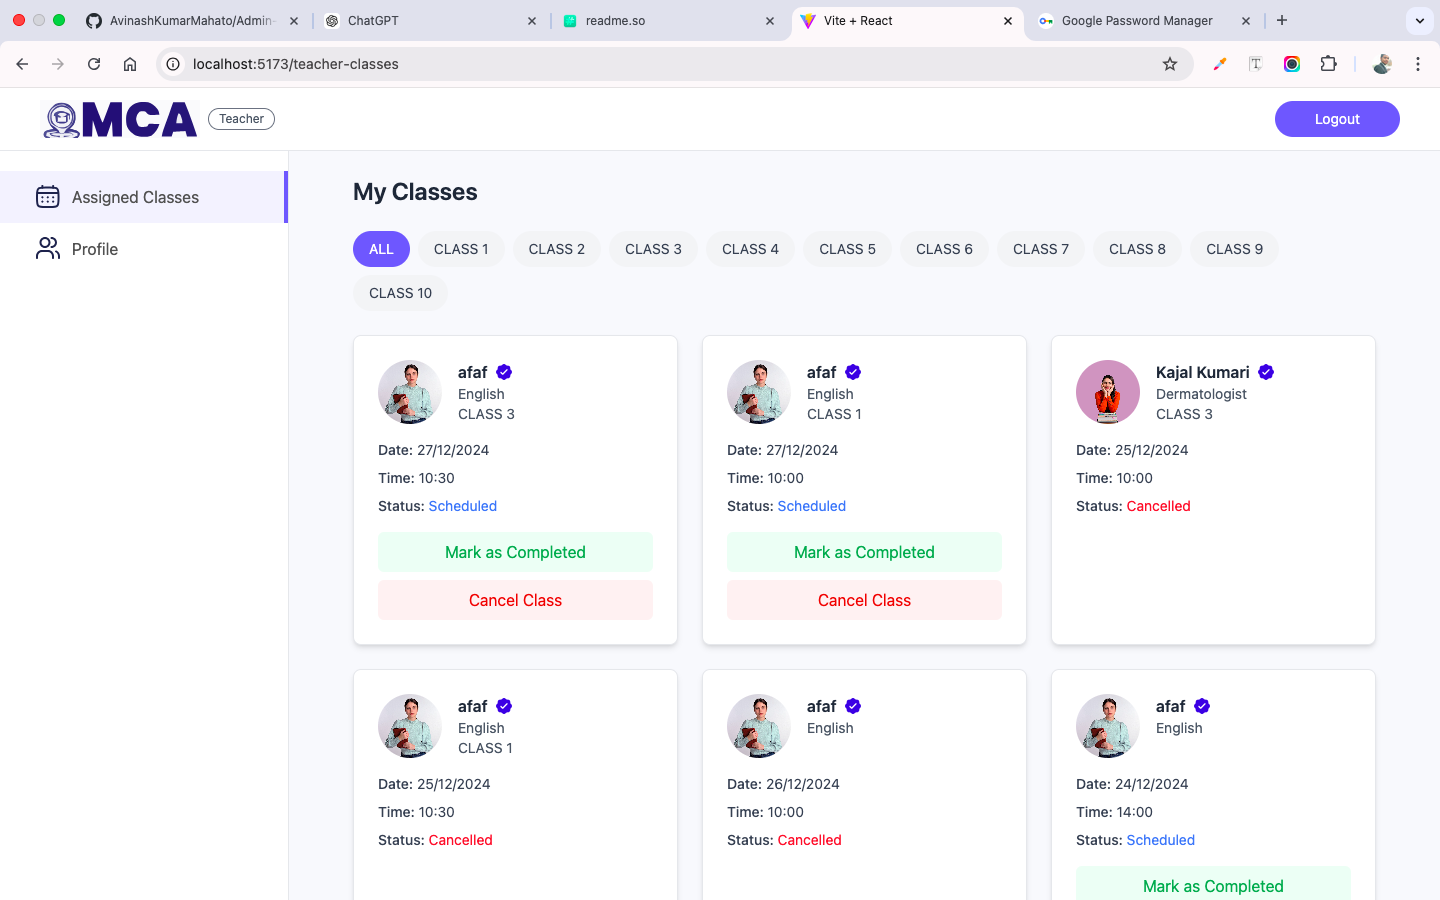 AvinashKumarMahato/Admin-
ChatGPT
readme.so
Vite + React
Google Password Manager
localhost:5173/teacher-classes
MCA
Teacher
Logout
Assigned Classes
Profile
My Classes
ALL CLASS 1 CLASS 2 CLASS 3 CLASS 4 CLASS 5 CLASS 6 CLASS 7 CLASS 8 CLASS 9
CLASS 10
afaf
English
CLASS 3
Date: 27/12/2024
Time: 10:30
Status: Scheduled
Mark as Completed
Cancel Class
afaf
English
CLASS 1
Date: 27/12/2024
Time: 10:00
Status: Scheduled
Mark as Completed
Cancel Class
Kajal Kumari
Dermatologist
CLASS 3
Date: 25/12/2024
Time: 10:00
Status: Cancelled
afaf
English
CLASS 1
Date: 25/12/2024
Time: 10:30
Status: Cancelled
afaf
English
Date: 26/12/2024
Time: 10:00
Status: Cancelled
afaf
English
Date: 24/12/2024
Time: 14:00
Status: Scheduled
Mark as Completed